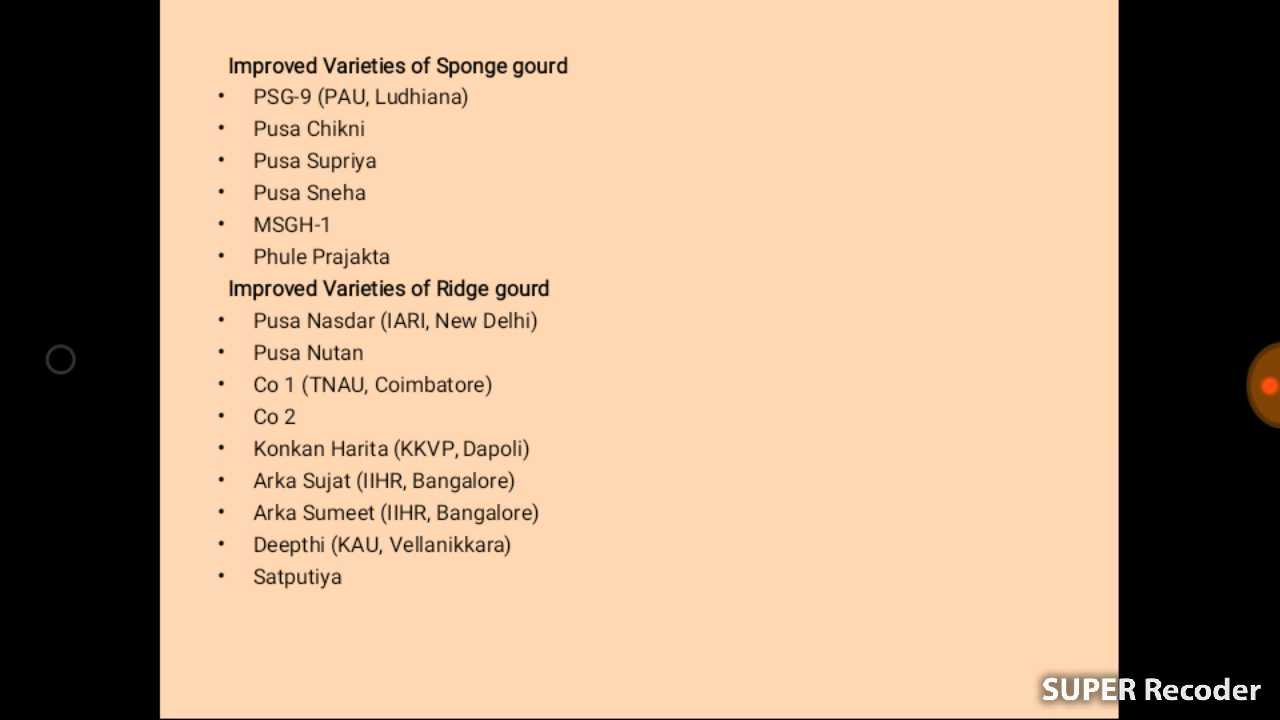 Improved Varieties of Sponge gourd
• PSG-9 (PAU, Ludhiana)
• Pusa Chikni
• Pusa Supriya
• Pusa Sneha
• MSGH-1
• Phule Prajakta
Improved Varieties of Ridge gourd
• Pusa Nasdar (IARI, New Delhi)
• Pusa Nutan
• Co 1 (TNAU, Coimbatore)
• Co 2
• Konkan Harita (KKVP, Dapoli)
• Arka Sujat (IIHR, Bangalore)
• Arka Sumeet (IIHR, Bangalore)
• Deepthi (KAU, Vellanikkara)
• Satputiya
SUPER Recoder